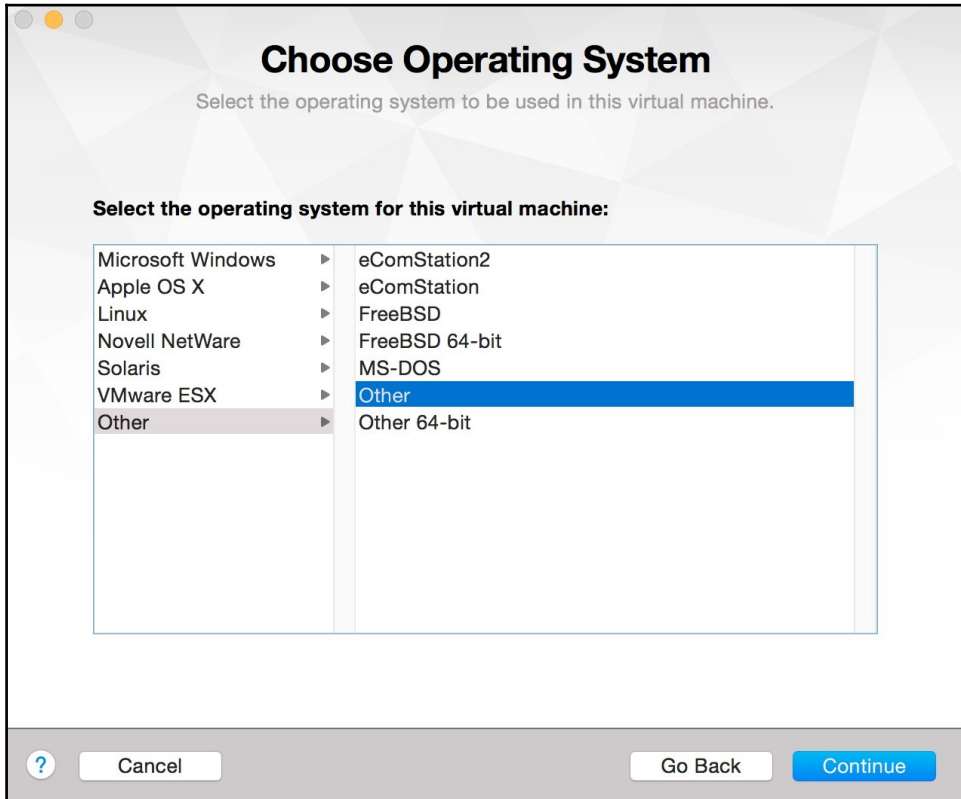 Choose Operating System
Select the operating system to be used in this virtual machine.
Select the operating system for this virtual machine:
Microsoft Windows
Apple OS X
Linux
Novell NetWare
Solaris
VMware ESX
Other
eComStation2
eComStation
FreeBSD
FreeBSD 64-bit
MS-DOS
Other
Other 64-bit
?
Cancel
Go Back
Continue